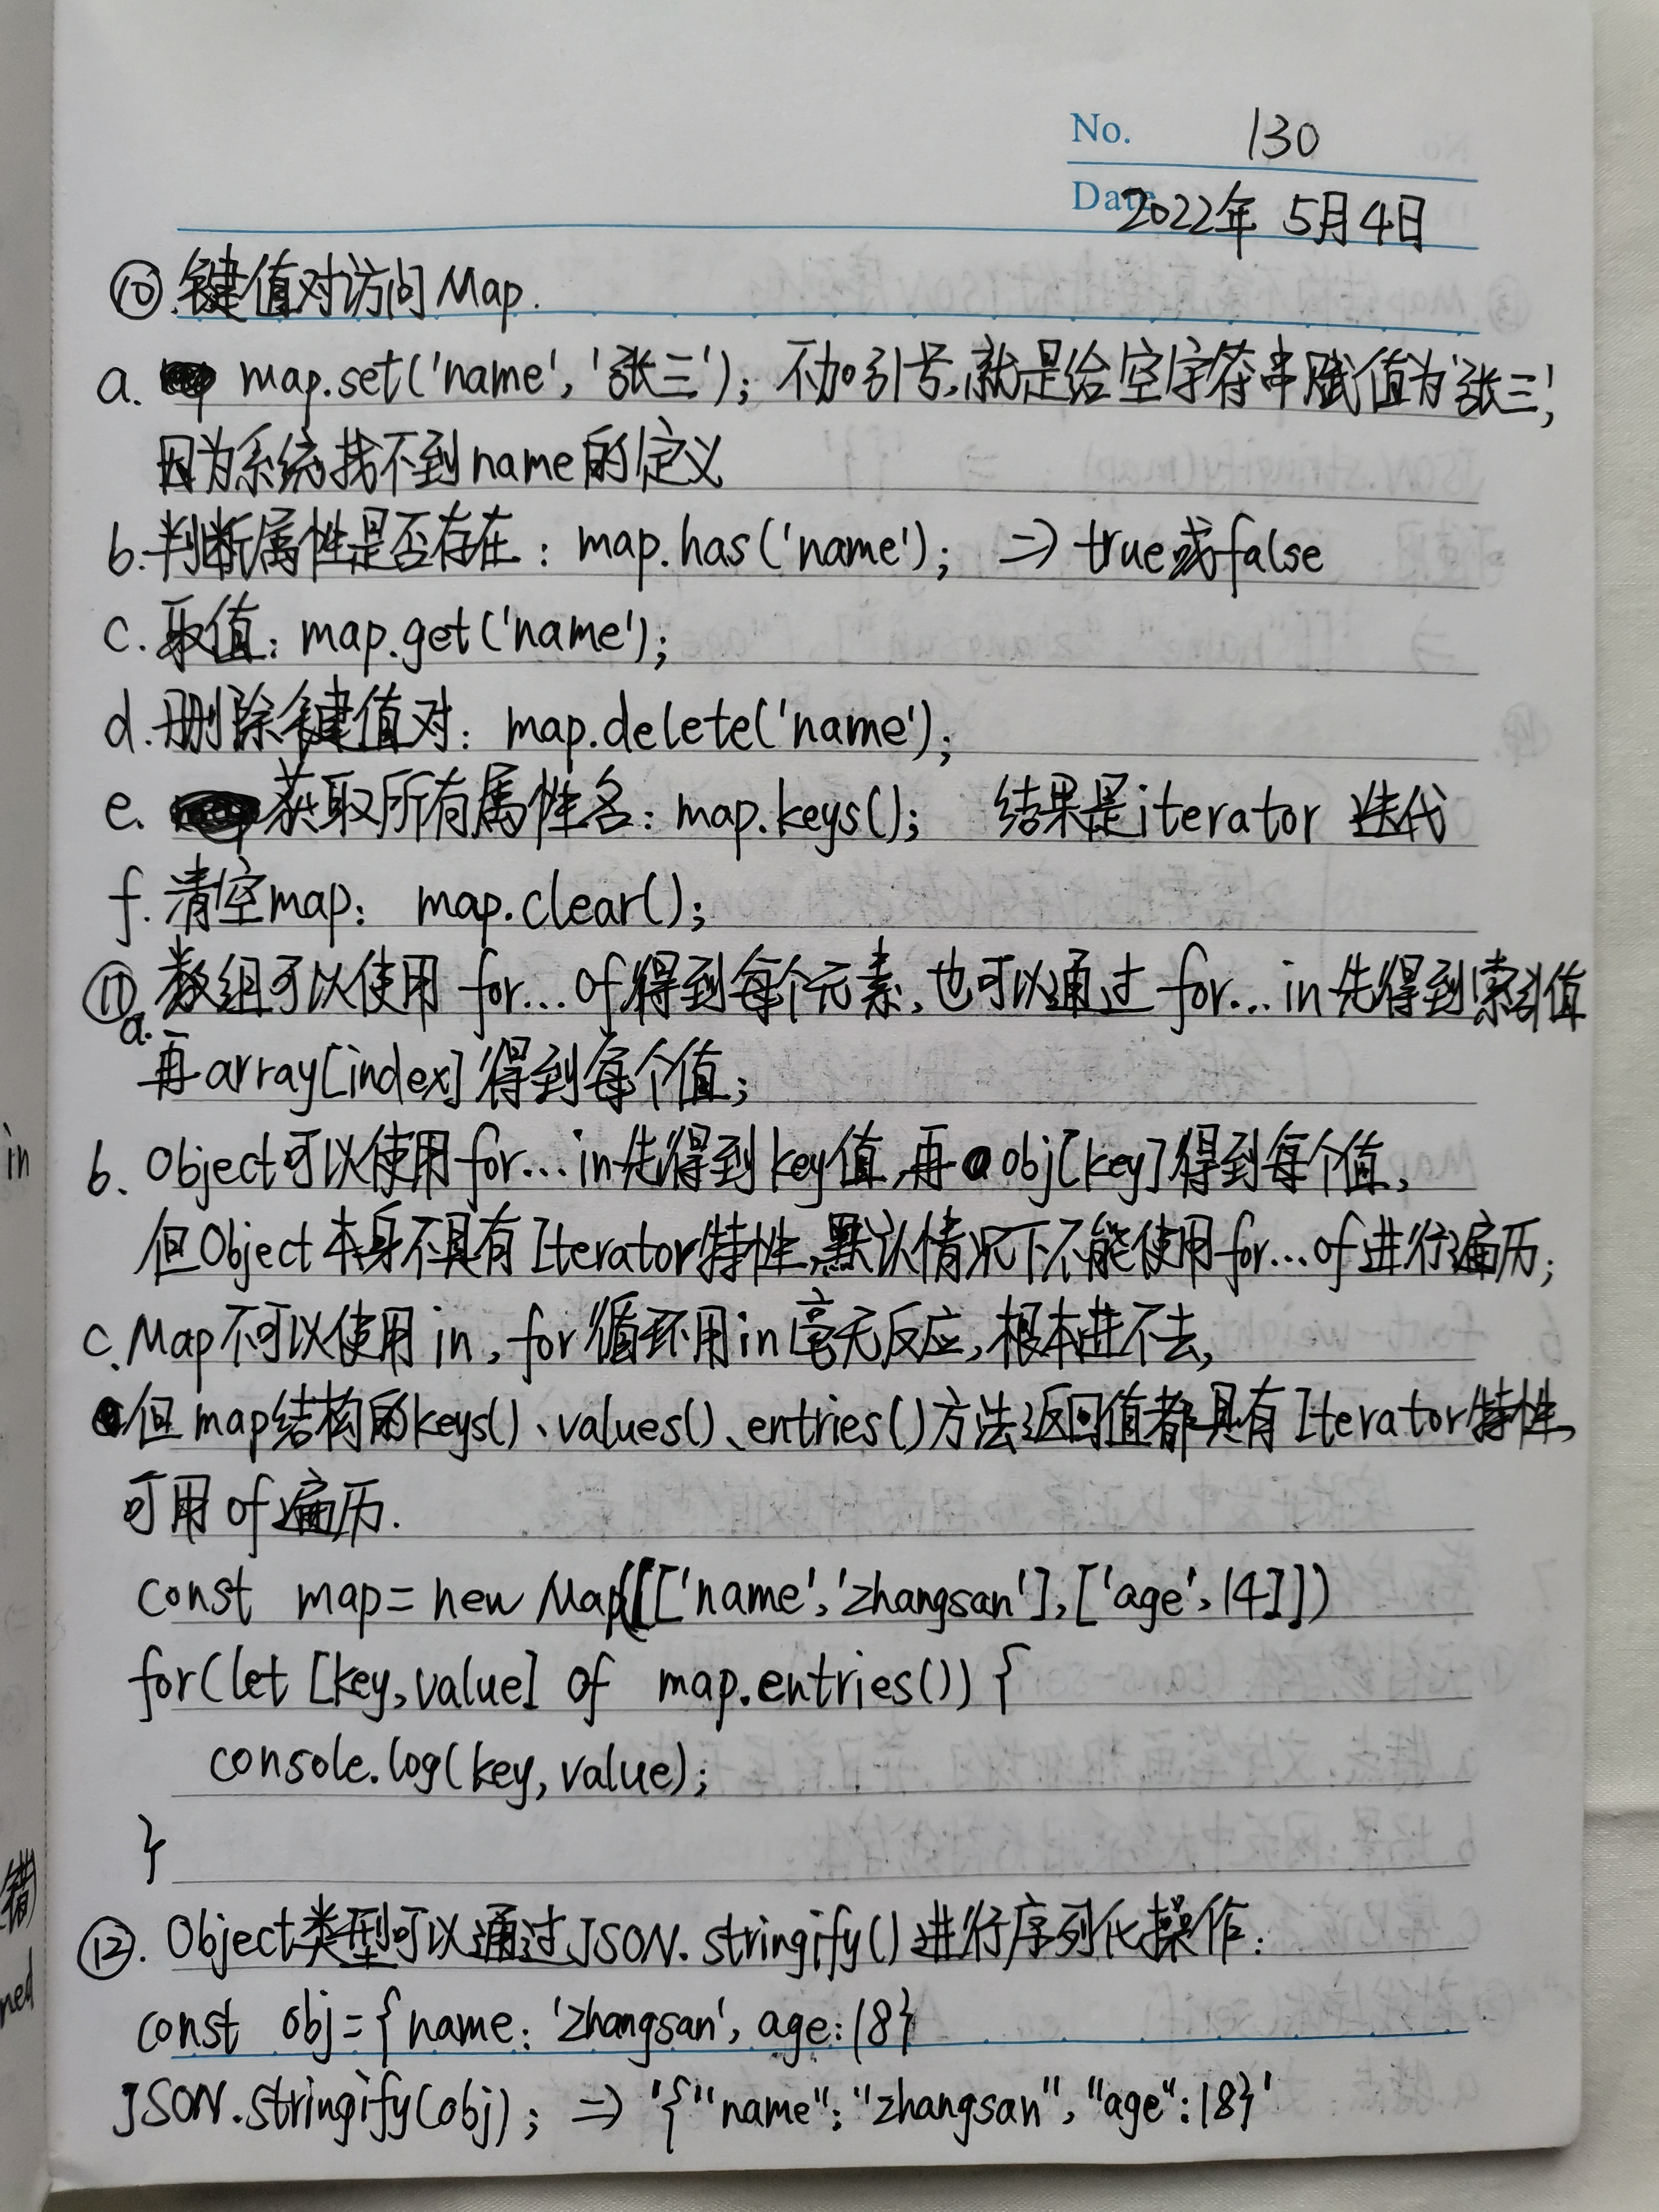 No. 130
Date 2022年 5月4日
⑩.键值对访问Map.
a. map.set('name', '张三'); 不加引号,就是给空字符串赋值为'张三',
因为系统找不到name的定义
b.判断属性是否存在: map.has('name'); => true或false
c.取值: map.get('name');
d.删除键值对: map.delete('name');
e. 获取所有属性名: map.keys(); 结果是iterator 迭代
f.清空map: map.clear();
⑪ 数组可以使用 for...of得到每个元素,也可以通过 for...in先得到索引值
a. 再array[index]得到每个值;
b. Object可以使用for...in先得到key值,再obj[key]得到每个值,
但Object本身不具有Iterator特性,默认情况下不能使用for...of进行遍历;
c.Map不可以使用in, for循环用in毫无反应,根本进不去,
但map结构的keys()、values()、entries()方法返回值都具有Iterator特性,
可用of遍历.
const map = new Map([['name','zhangsan'],['age',14]])
for(let [key,value] of map.entries()) {
console.log(key, value);
}
⑫. Object类型可以通过JSON.stringify()进行序列化操作:
const obj={name: 'zhangsan', age:18}
JSON.stringify(obj); => '{"name": "zhangsan", "age":18}'
in
错
ned